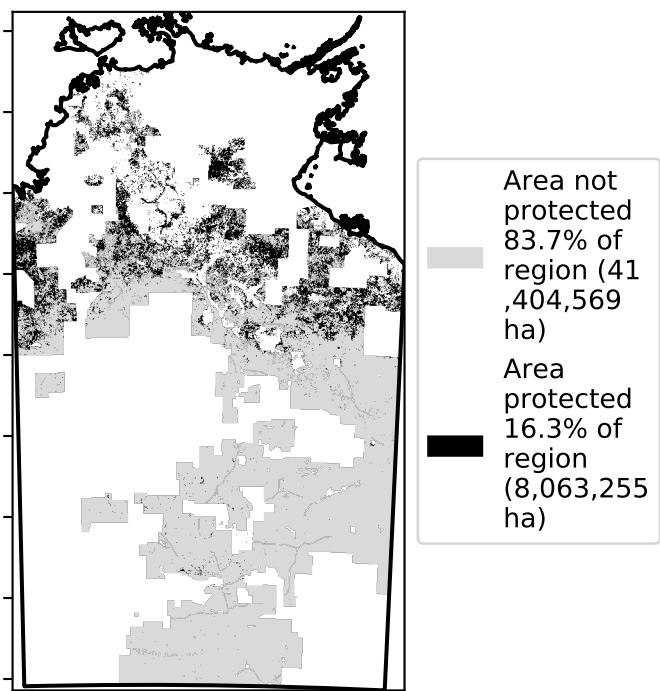 Area not
protected
83.7% of
region (41
,404,569
ha)
Area
protected
16.3% of
region
(8,063,255
ha)